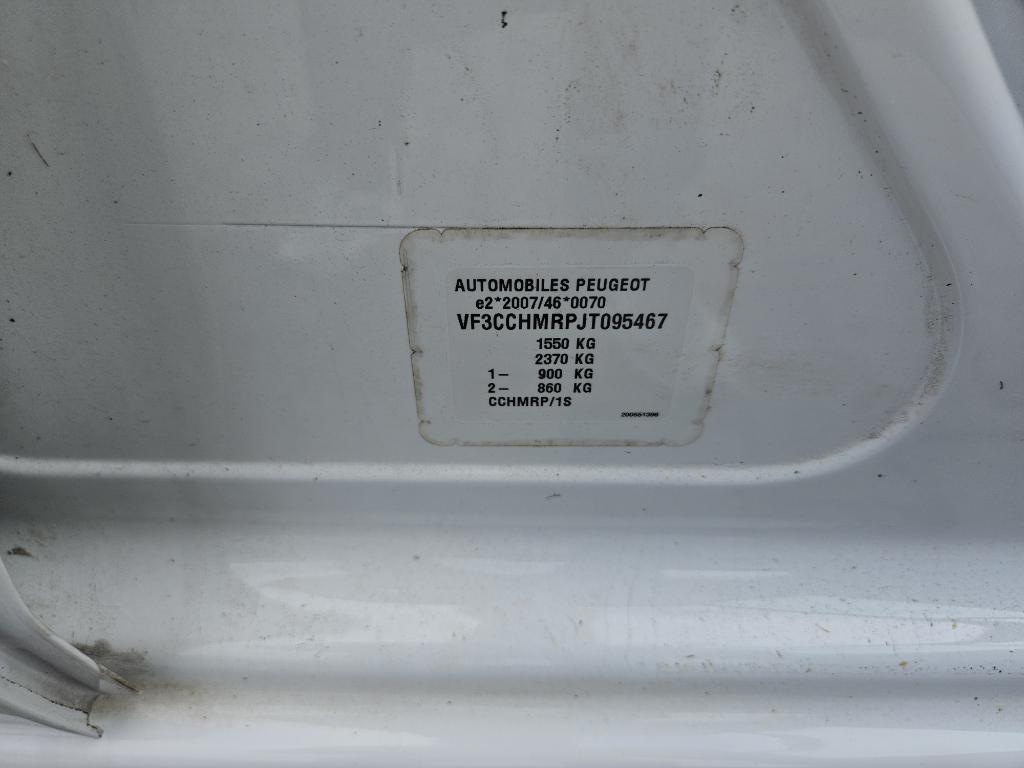 AUTOMOBILES PEUGEOT
e2*2007/46*0070
VF3CCHMRPJT095467
1550 KG
2370 KG
1– 900 KG
2– 860 KG
CCHMRP/1S
200551396